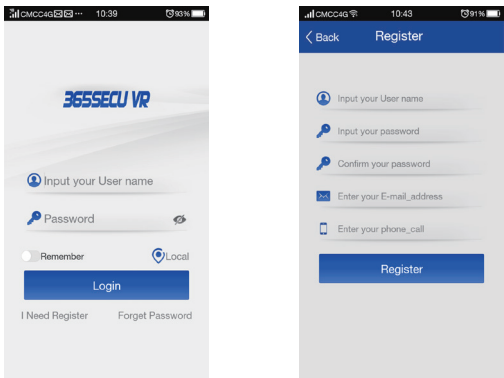 CMCC4G ··· 10:39 93%
365SECU VR
Input your User name
Password
Remember Local
Login
I Need Register Forget Password
CMCC4G 10:43 91%
Back Register
Input your User name
Input your password
Confirm your password
Enter your E-mail_address
Enter your phone_call
Register